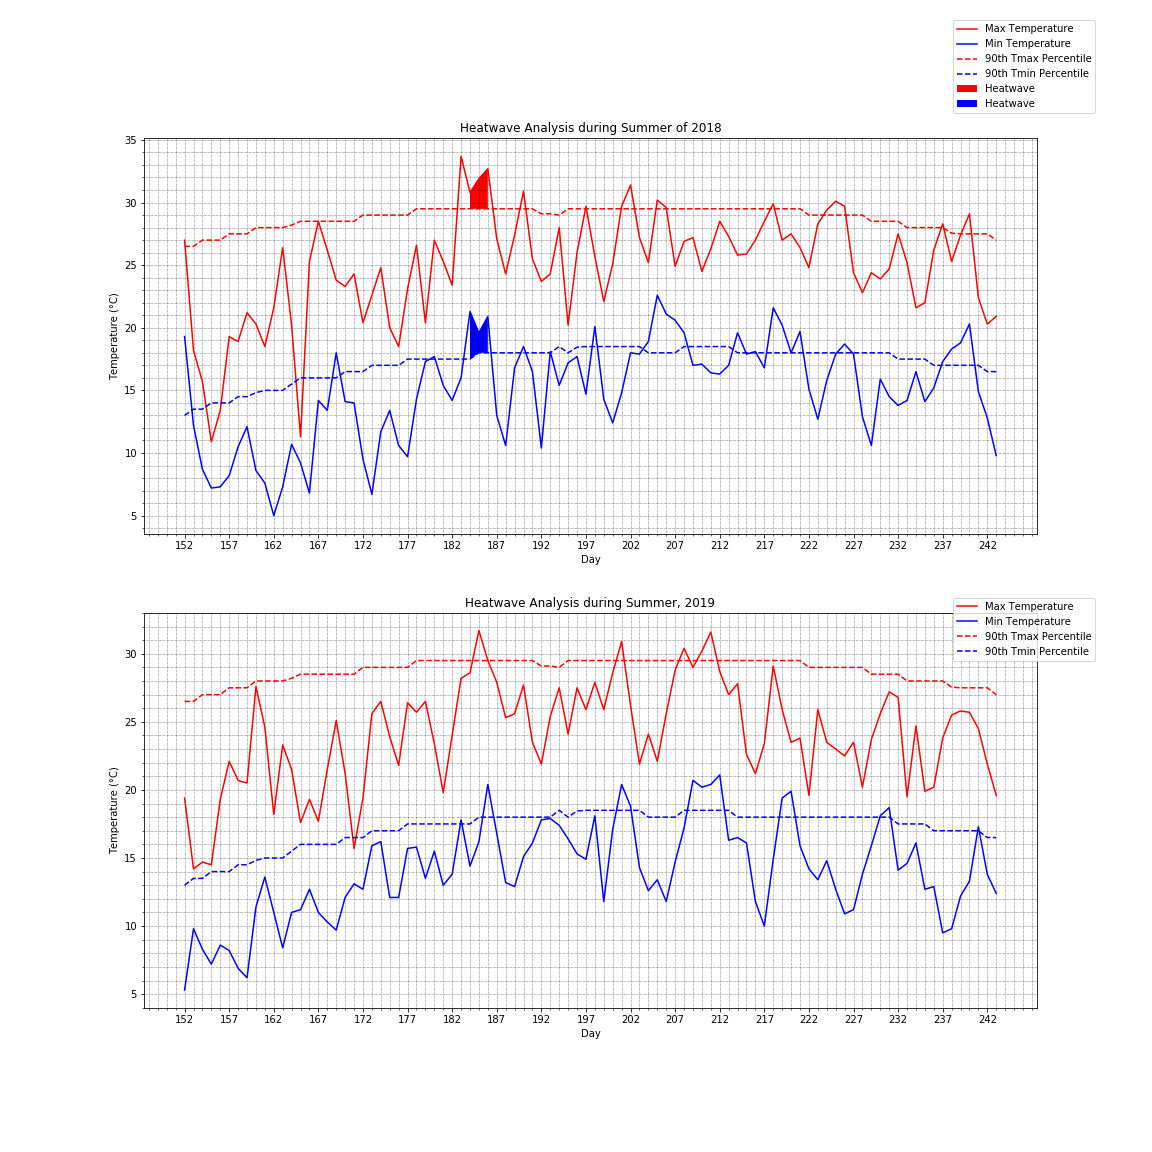 Max Temperature
Min Temperature
90th Tmax Percentile
90th Tmin Percentile
Heatwave
Heatwave
Heatwave Analysis during Summer of 2018
35
30
25
20
15
10
5
Temperature (°C)
152 157 162 167 172 177 182 187 192 197 202 207 212 217 222 227 232 237 242
Day
Heatwave Analysis during Summer, 2019
Max Temperature
Min Temperature
90th Tmax Percentile
90th Tmin Percentile
30
25
20
15
10
5
Temperature (°C)
152 157 162 167 172 177 182 187 192 197 202 207 212 217 222 227 232 237 242
Day